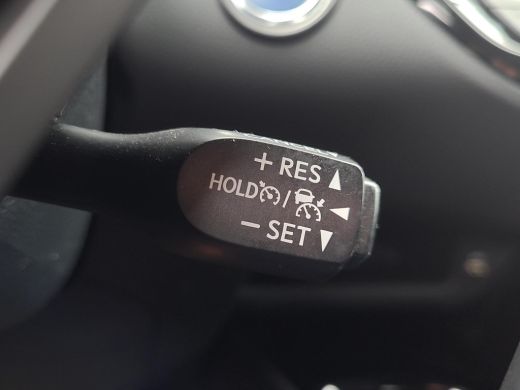 + RES
HOLD /
- SET